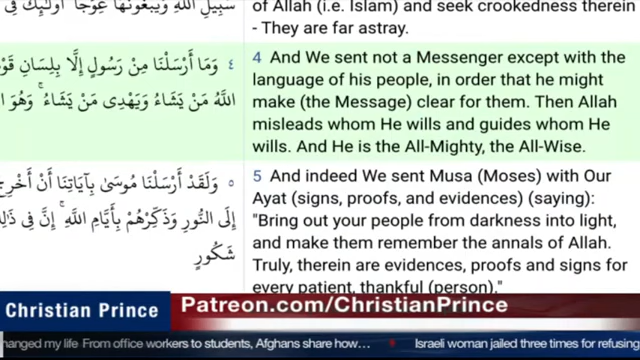 سَبِيلِ اللَّهِ وَيَبْغُونَهَا عِوَجًا أُولَٰئِكَ فِى
of Allah (i.e. Islam) and seek crookedness therein
- They are far astray.
٤ وَمَا أَرْسَلْنَا مِنْ رَسُولٍ إِلَّا بِلِسَانِ
اللَّهُ مَنْ يَشَاءُ وَيَهْدِى مَنْ يَشَاءُ ۚ وَهُوَ
4 And We sent not a Messenger except with the
language of his people, in order that he might
make (the Message) clear for them. Then Allah
misleads whom He wills and guides whom He
wills. And He is the All-Mighty, the All-Wise.
٥ وَلَقَدْ أَرْسَلْنَا مُوسَىٰ بِآيَاتِنَا أَنْ أَخْرِجْ
إِلَى النُّورِ وَذَكِّرْهُمْ بِأَيَّامِ اللَّهِ ۚ إِنَّ فِى
شَكُورٍ
5 And indeed We sent Musa (Moses) with Our
Ayat (signs, proofs, and evidences) (saying):
"Bring out your people from darkness into light,
and make them remember the annals of Allah.
Truly, therein are evidences, proofs and signs for
every patient, thankful (person)."
Christian Prince
Patreon.com/ChristianPrince
my life From office workers to students, Afghans share how... Israeli woman jailed three times for refusing